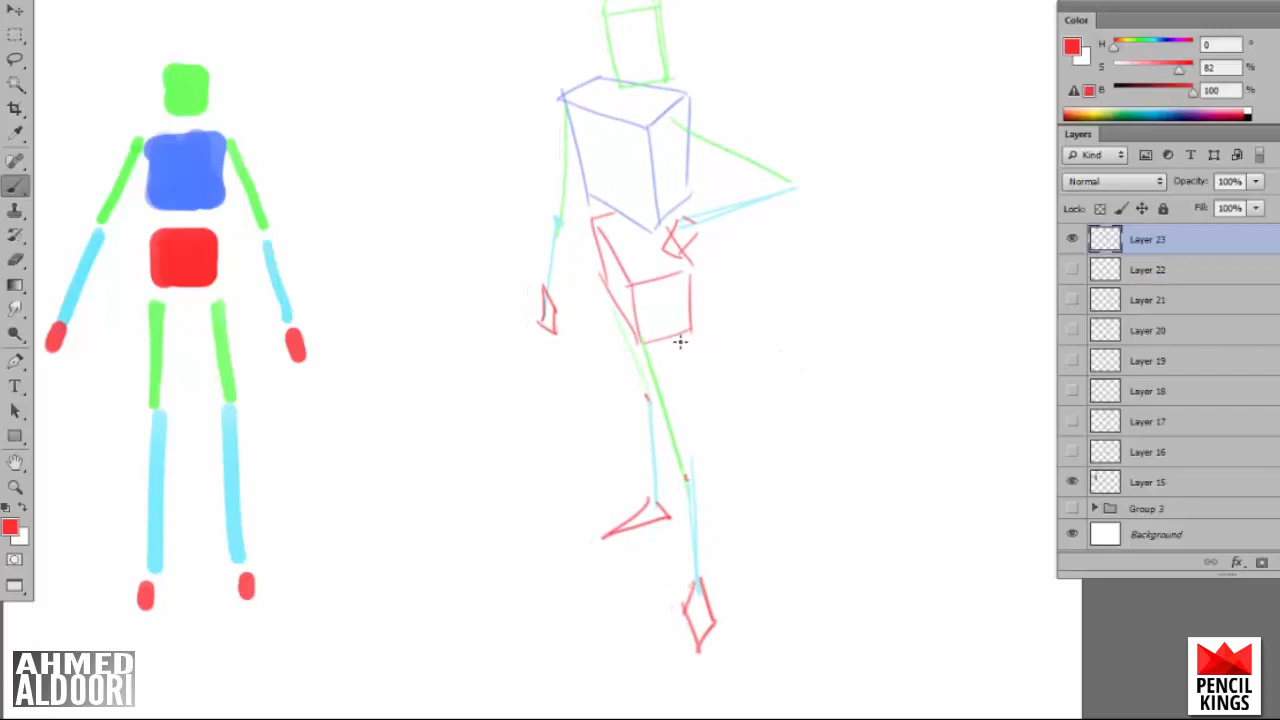 Color
H 0 °
S 82 %
B 100 %
Layers
Kind
Normal Opacity: 100%
Lock: Fill: 100%
Layer 23
Layer 22
Layer 21
Layer 20
Layer 19
Layer 18
Layer 17
Layer 16
Layer 15
Group 3
Background
fx
T
AHMED
ALDOORI
PENCIL
KINGS